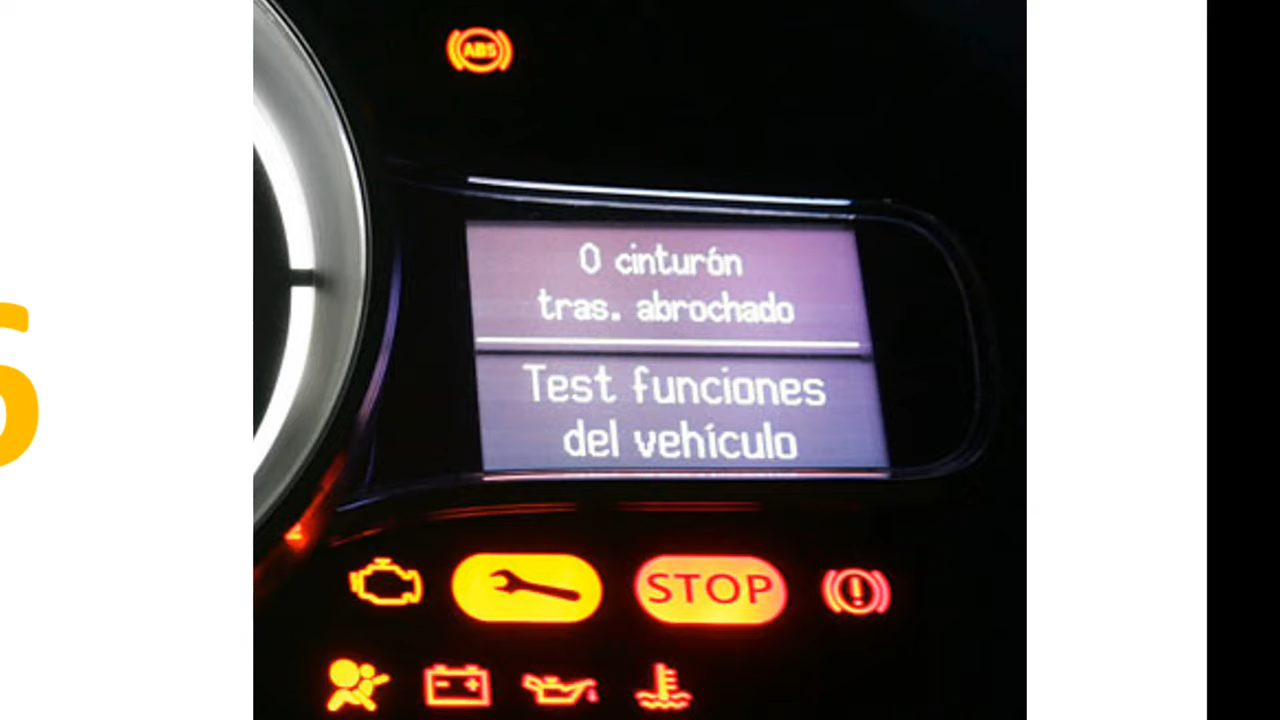 ABS
0 cinturón
tras. abrochado
Test funciones
del vehículo
STOP